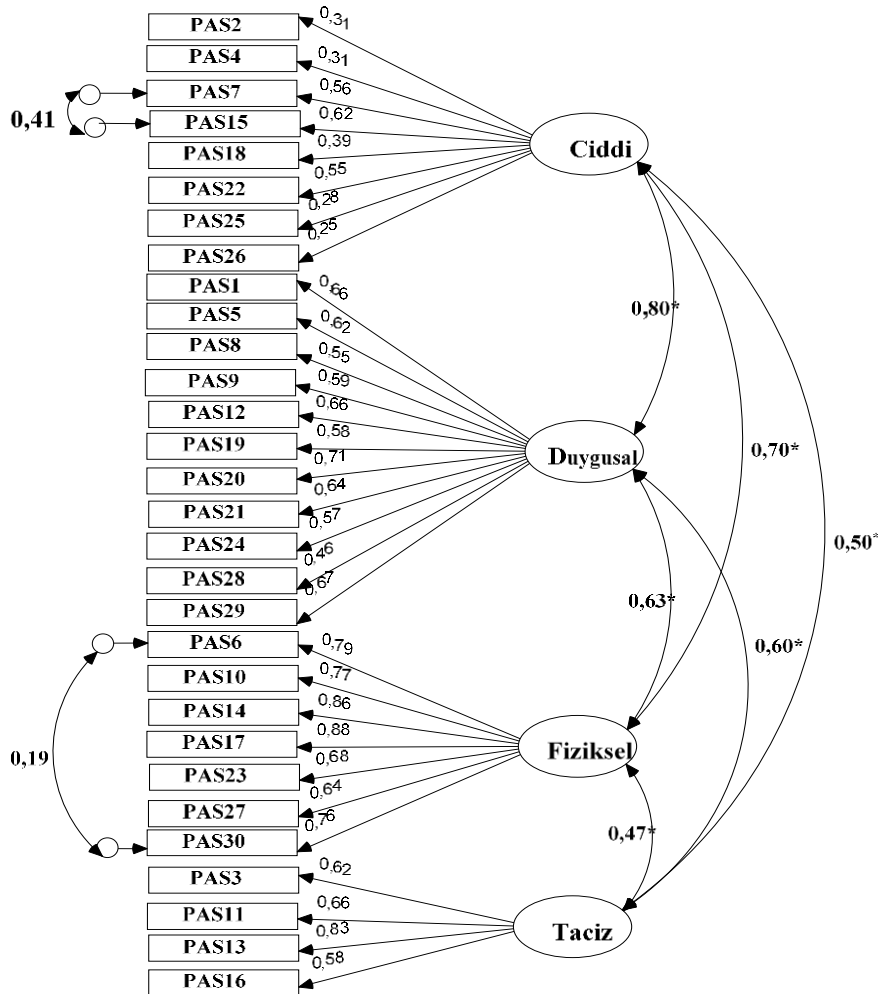 PAS2 0,31
PAS4 0,31
PAS7 0,56
0,41
PAS15 0,62
Ciddi
PAS18 0,39
PAS22 0,55
PAS25 0,28
PAS26 0,25
PAS1 0,66
0,80*
PAS5 0,62
PAS8 0,55
PAS9 0,59
PAS12 0,66
PAS19 0,58
0,70*
Duygusal
PAS20 0,71
PAS21 0,64
PAS24 0,57
0,50*
PAS28 0,46
PAS29 0,67
0,63*
PAS6 0,79
0,60*
PAS10 0,77
PAS14 0,86
PAS17 0,88
Fiziksel
0,19
PAS23 0,68
PAS27 0,64
PAS30 0,76
0,47*
PAS3 0,62
PAS11 0,66
Taciz
PAS13 0,83
PAS16 0,58